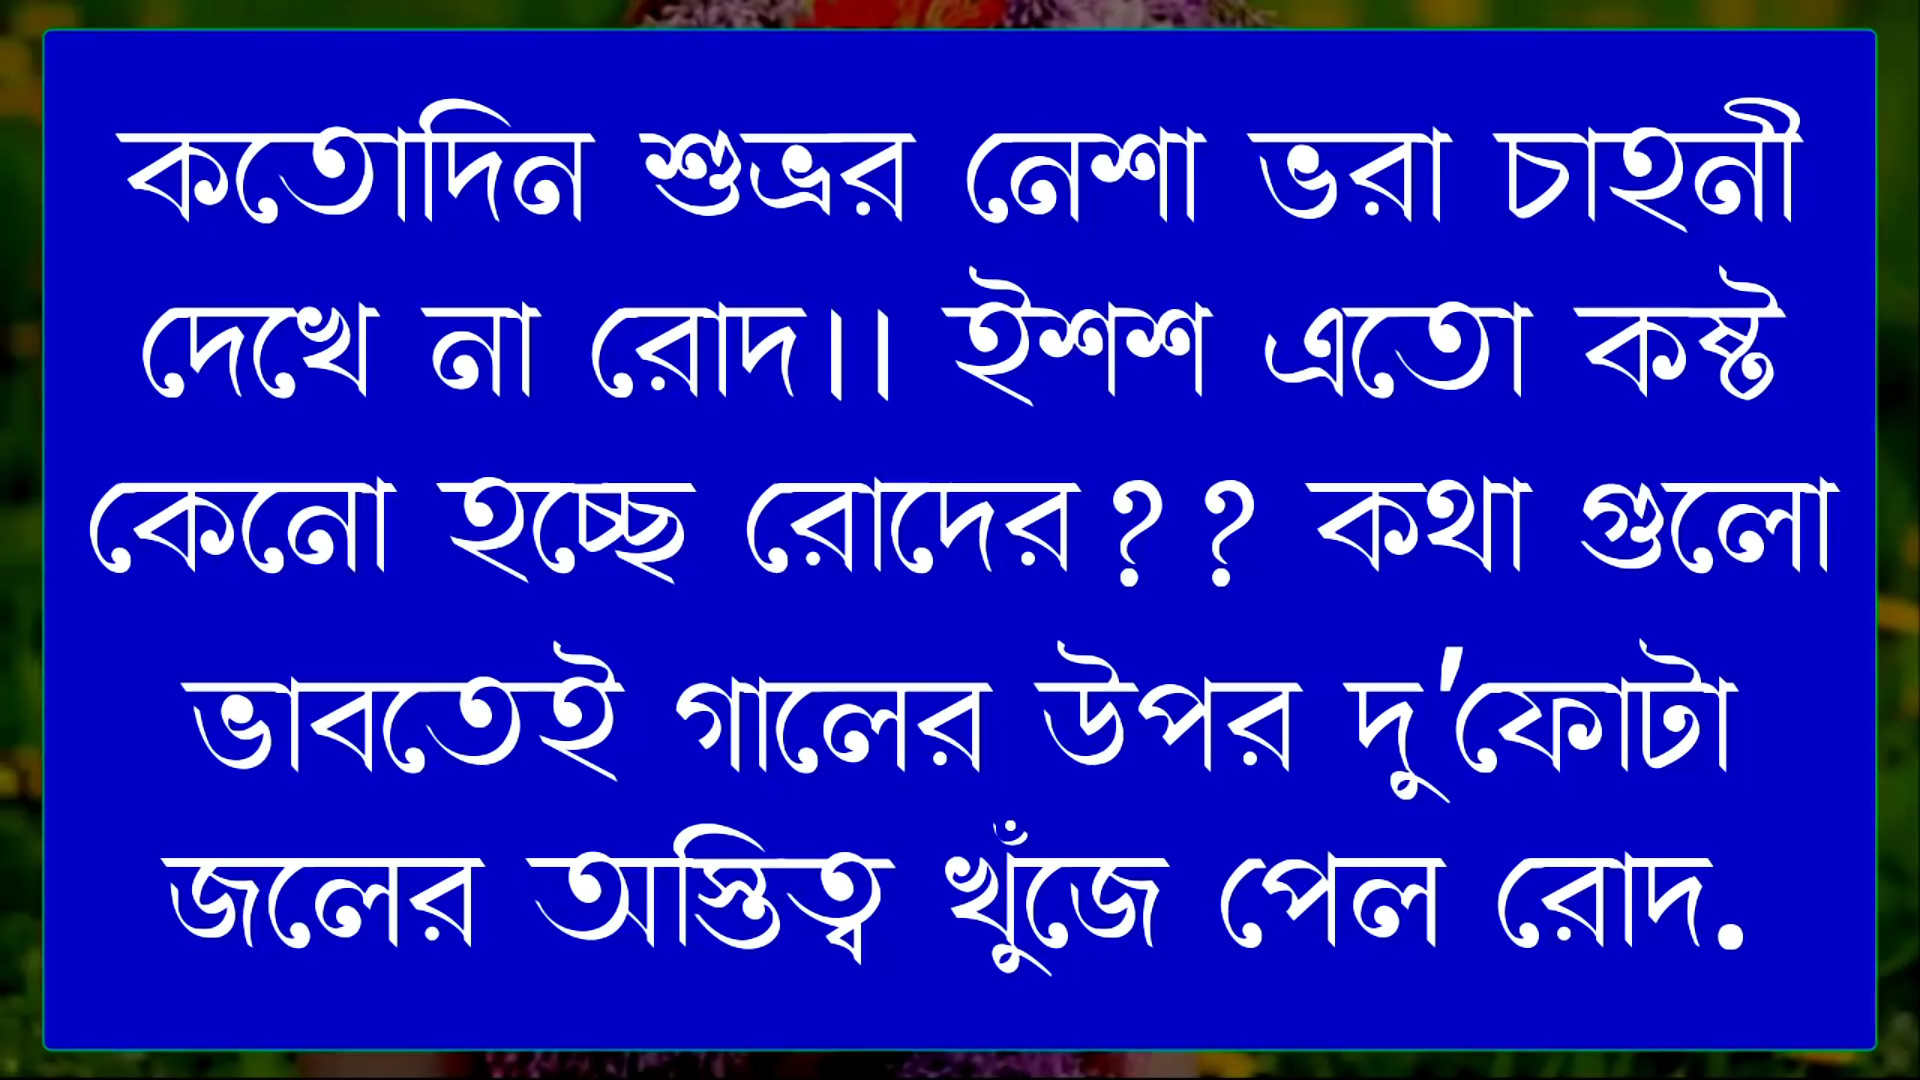 কতোদিন শুভ্রর নেশা ভরা চাহনী
দেখে না রোদ।। ইশশ এতো কষ্ট
কেনো হচ্ছে রোদের? ? কথা গুলো
ভাবতেই গালের উপর দু'ফোটা
জলের অস্তিত্ব খুঁজে পেল রোদ.